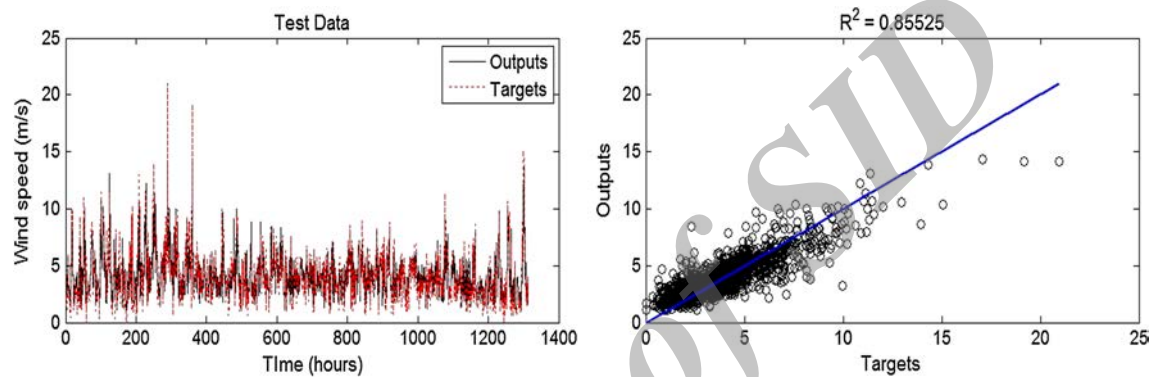 Test Data
25
20
15
10
5
0
Wind speed (m/s)
Outputs
Targets
0 200 400 600 800 1000 1200 1400
TIme (hours)
R² = 0.85525
25
20
15
10
5
0
Outputs
0 5 10 15 20 25
Targets
of SID